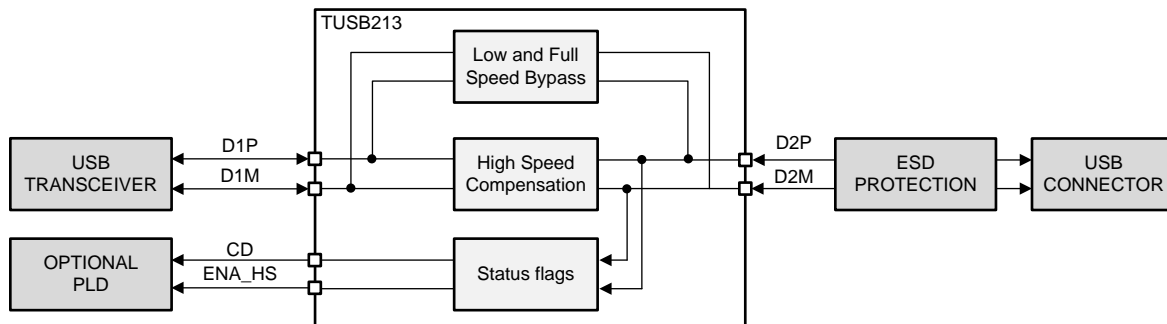 TUSB213
Low and Full
Speed Bypass
D1P
D1M
USB
TRANSCEIVER
High Speed
Compensation
D2P
D2M
ESD
PROTECTION
USB
CONNECTOR
CD
ENA_HS
OPTIONAL
PLD
Status flags